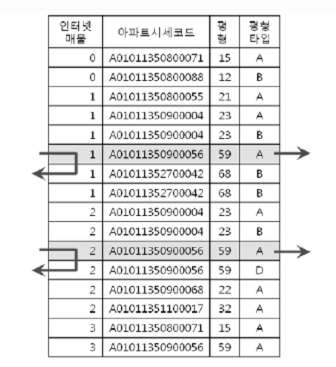 인터넷 매물 아파트시세코드 평형 평형 타입
0 A01011350800071 15 A
0 A01011350800088 12 B
1 A01011350800055 21 A
1 A01011350900004 23 A
1 A01011350900004 23 B
1 A01011350900056 59 A
1 A01011352700042 68 B
1 A01011352700042 68 B
2 A01011350900004 23 A
2 A01011350900004 23 B
2 A01011350900056 59 A
2 A01011350900056 59 D
2 A01011350900068 22 A
2 A01011351100017 32 A
3 A01011350800071 15 A
3 A01011350900056 59 A